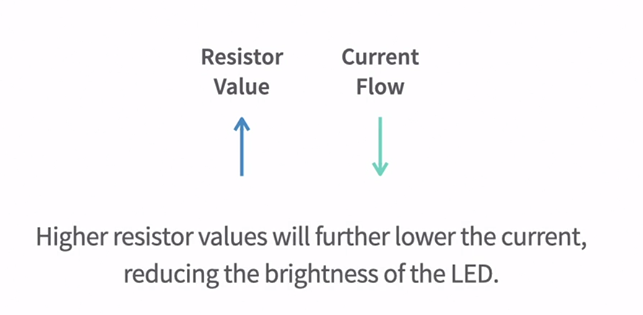 Resistor Value
Current Flow
Higher resistor values will further lower the current,
reducing the brightness of the LED.